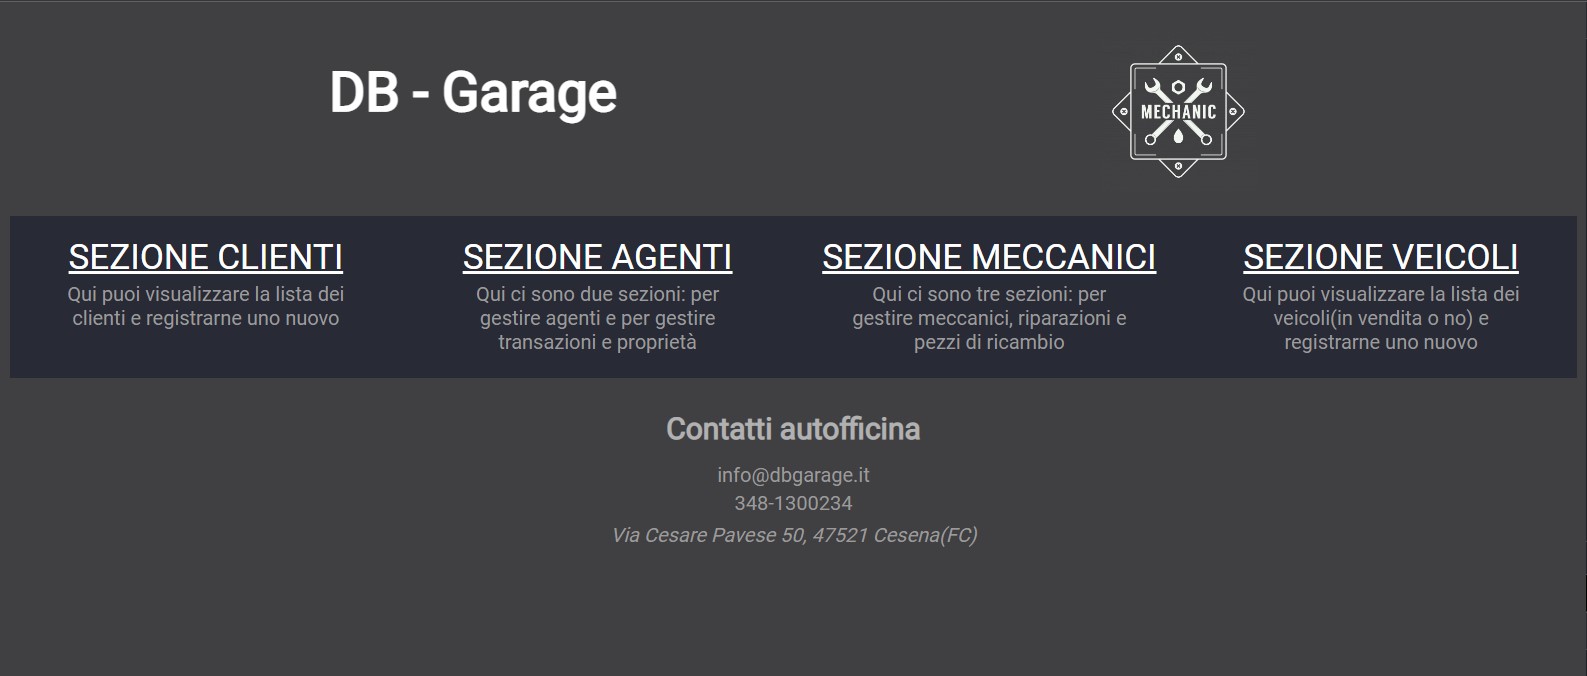 DB - Garage
MECHANIC
SEZIONE CLIENTI
Qui puoi visualizzare la lista dei
clienti e registrarne uno nuovo
SEZIONE AGENTI
Qui ci sono due sezioni: per
gestire agenti e per gestire
transazioni e proprietà
SEZIONE MECCANICI
Qui ci sono tre sezioni: per
gestire meccanici, riparazioni e
pezzi di ricambio
SEZIONE VEICOLI
Qui puoi visualizzare la lista dei
veicoli(in vendita o no) e
registrarne uno nuovo
Contatti autofficina
info@dbgarage.it
348-1300234
Via Cesare Pavese 50, 47521 Cesena(FC)